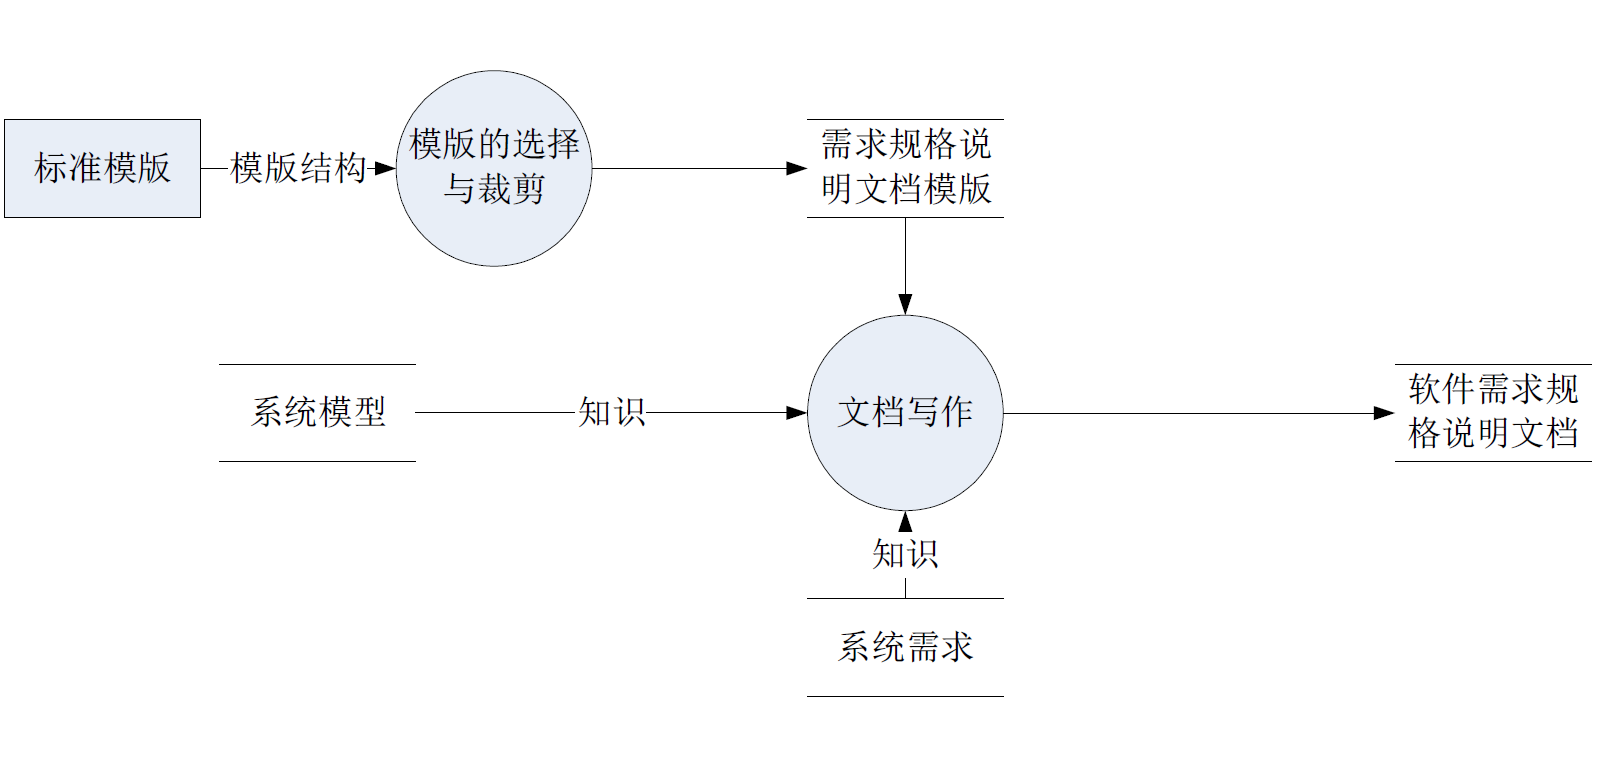 标准模版
模版结构
模版的选择
与裁剪
需求规格说
明文档模版
系统模型
知识
文档写作
软件需求规
格说明文档
知识
系统需求